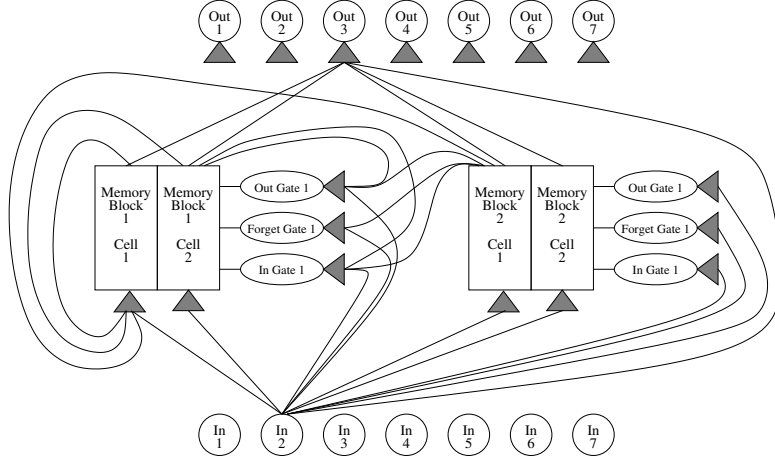 Out Out Out Out Out Out Out
1 2 3 4 5 6 7
Memory Block 1 Cell 1
Memory Block 1 Cell 2
Out Gate 1
Forget Gate 1
In Gate 1
Memory Block 2 Cell 1
Memory Block 2 Cell 2
Out Gate 1
Forget Gate 1
In Gate 1
In In In In In In In
1 2 3 4 5 6 7